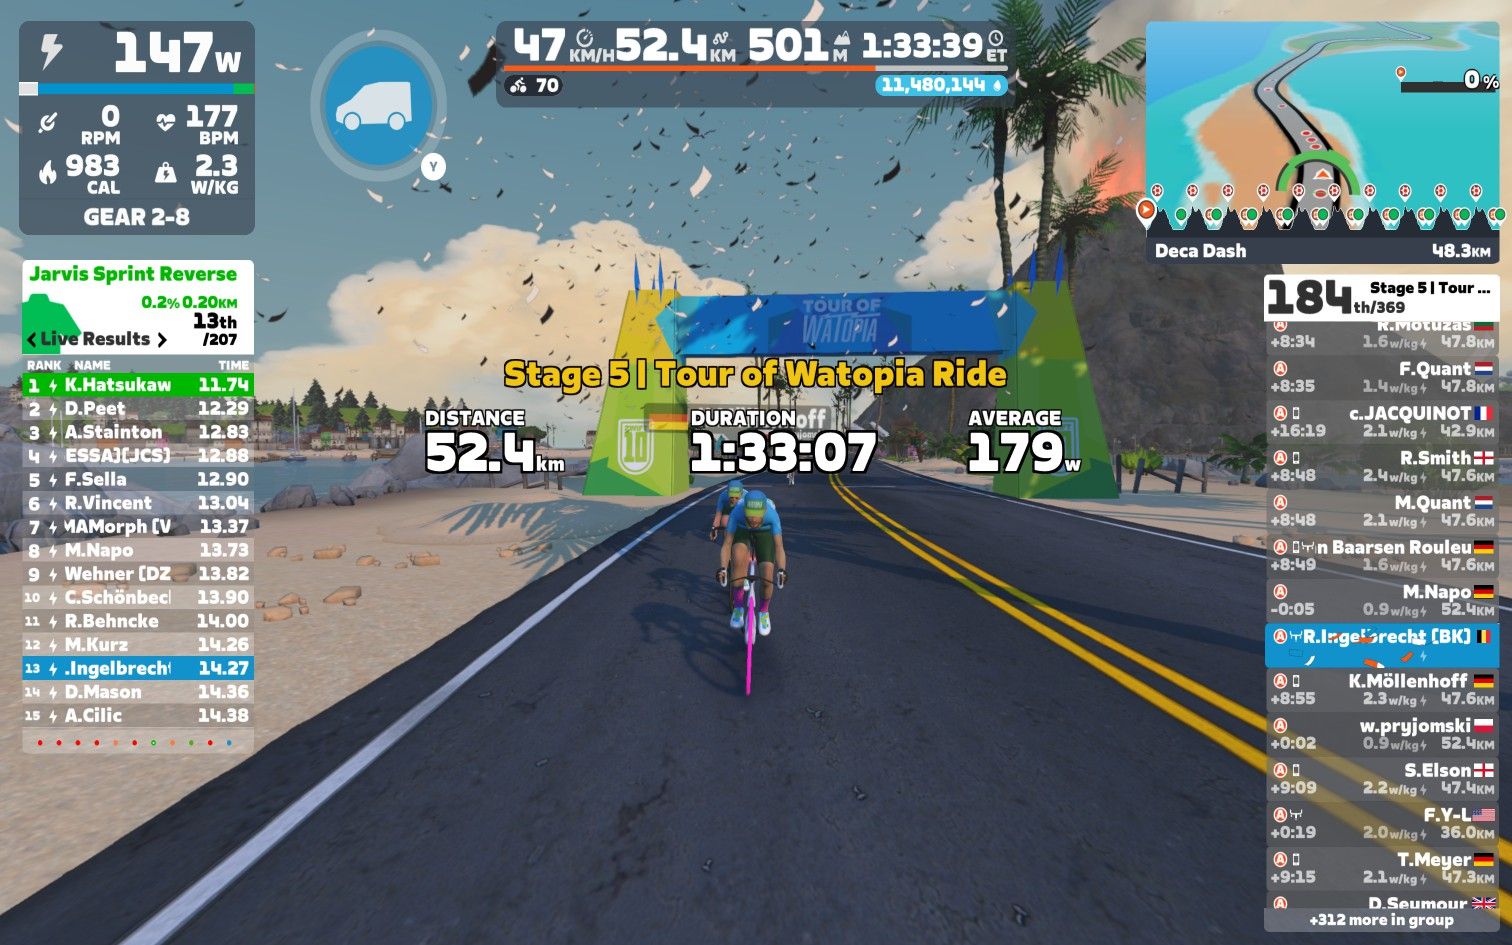 147w
0 RPM
177 BPM
983 CAL
2.3 W/KG
GEAR 2-8
Y
47 KM/H 52.4 KM 501 M 1:33:39 ET
70
11,480,144
0%
Deca Dash 48.3KM
Jarvis Sprint Reverse
0.2% 0.20KM
13th /207
< Live Results >
RANK NAME TIME
1 K.Hatsukaw 11.74
2 D.Peet 12.29
3 A.Stainton 12.83
4 ESSA)(JCS) 12.88
5 F.Sella 12.90
6 R.Vincent 13.04
7 MAMorph (V 13.37
8 M.Napo 13.73
9 Wehner (DZ 13.82
10 C.Schönbecl 13.90
11 R.Behncke 14.00
12 M.Kurz 14.26
13 .Ingelbrecht 14.27
14 D.Mason 14.36
15 A.Cilic 14.38
TOUR OF
WATOPIA
Stage 5 | Tour of Watopia Ride
DISTANCE
52.4km
DURATION
1:33:07
AVERAGE
179w
10
184th/369
Stage 5 | Tour ...
R.Motuzas
+8:34 1.6w/kg 47.8KM
A F.Quant
+8:35 1.4w/kg 47.8KM
A c.JACQUINOT
+16:19 2.1w/kg 42.9KM
A R.Smith
+8:48 2.4w/kg 47.6KM
A M.Quant
+8:48 2.1w/kg 47.6KM
A n Baarsen Rouleu
+8:49 1.6w/kg 47.6KM
A M.Napo
-0:05 0.9w/kg 52.4KM
A R.Ingelbrecht (BK)
A K.Möllenhoff
+8:55 2.3w/kg 47.6KM
A w.pryjomski
+0:02 0.9w/kg 52.4KM
A S.Elson
+9:09 2.2w/kg 47.4KM
A F.Y-L
+0:19 2.0w/kg 36.0KM
A T.Meyer
+9:15 2.1w/kg 47.3KM
A D.Seumour
+312 more in group